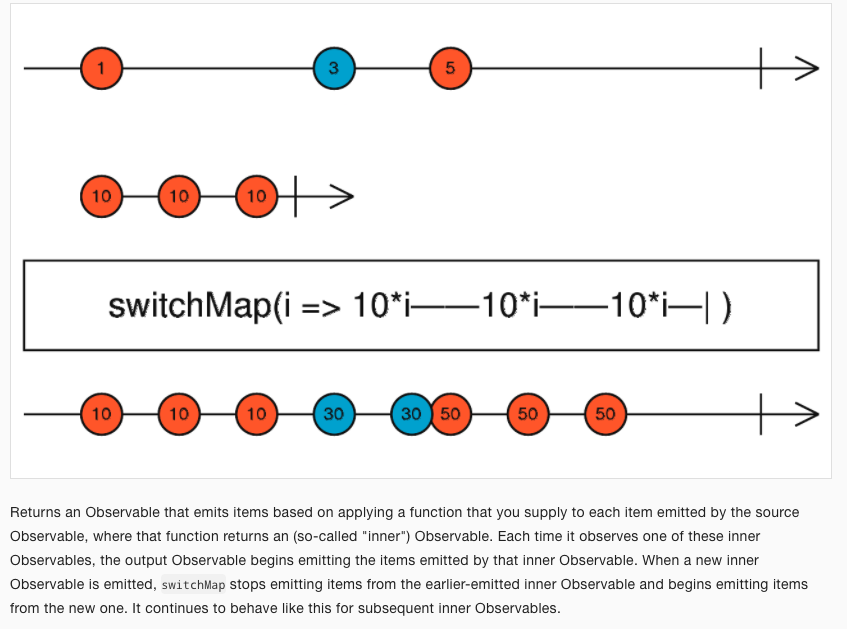 1 3 5
10 10 10
switchMap(i => 10*i——10*i——10*i—| )
10 10 10 30 30 50 50 50
Returns an Observable that emits items based on applying a function that you supply to each item emitted by the source
Observable, where that function returns an (so-called "inner") Observable. Each time it observes one of these inner
Observables, the output Observable begins emitting the items emitted by that inner Observable. When a new inner
Observable is emitted, switchMap stops emitting items from the earlier-emitted inner Observable and begins emitting items
from the new one. It continues to behave like this for subsequent inner Observables.